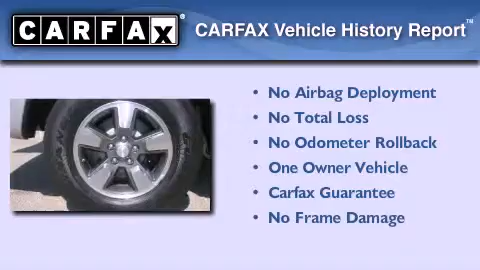 CARFAX® CARFAX Vehicle History Report™
• No Airbag Deployment
• No Total Loss
• No Odometer Rollback
• One Owner Vehicle
• Carfax Guarantee
• No Frame Damage